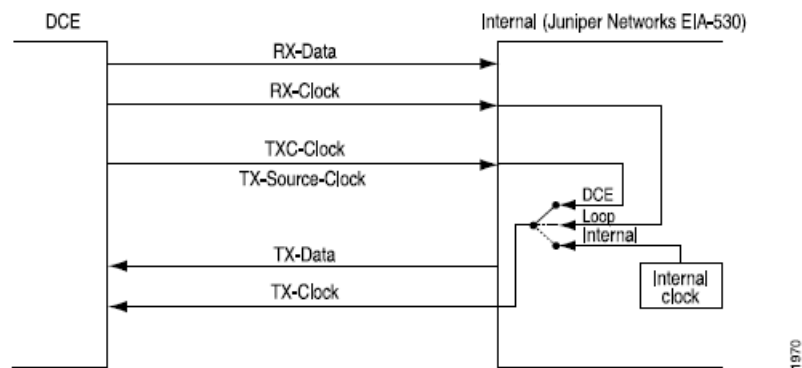 DCE
Internal (Juniper Networks EIA-530)
RX-Data
RX-Clock
TXC-Clock
TX-Source-Clock
DCE
Loop
Internal
TX-Data
TX-Clock
Internal
clock
1970